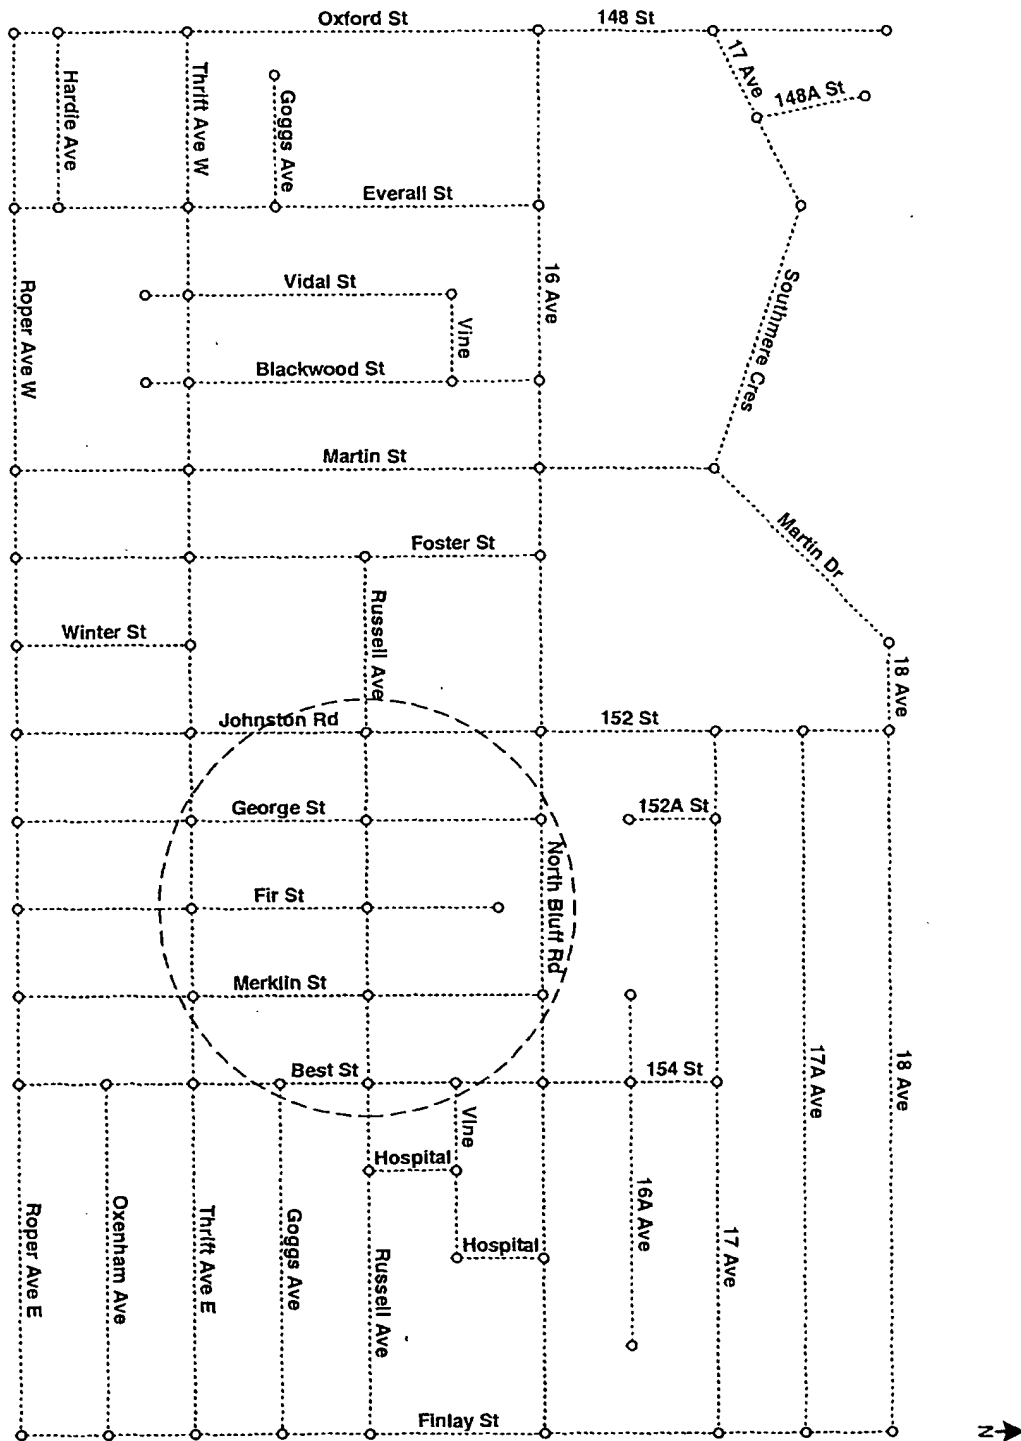 Oxford St
148 St
17 Ave
148A St
Hardie Ave
Thrift Ave W
Goggs Ave
Everall St
Roper Ave W
Vidal St
Vine
16 Ave
Southmere Cres
Blackwood St
Martin St
Martin Dr
Foster St
Russell Ave
Winter St
18 Ave
Johnston Rd
152 St
George St
152A St
Fir St
North Bluff Rd
Merklin St
Best St
154 St
17A Ave
18 Ave
Vine
Hospital
Hospital
16A Ave
17 Ave
Roper Ave E
Oxenham Ave
Thrift Ave E
Goggs Ave
Russell Ave
Finlay St
N